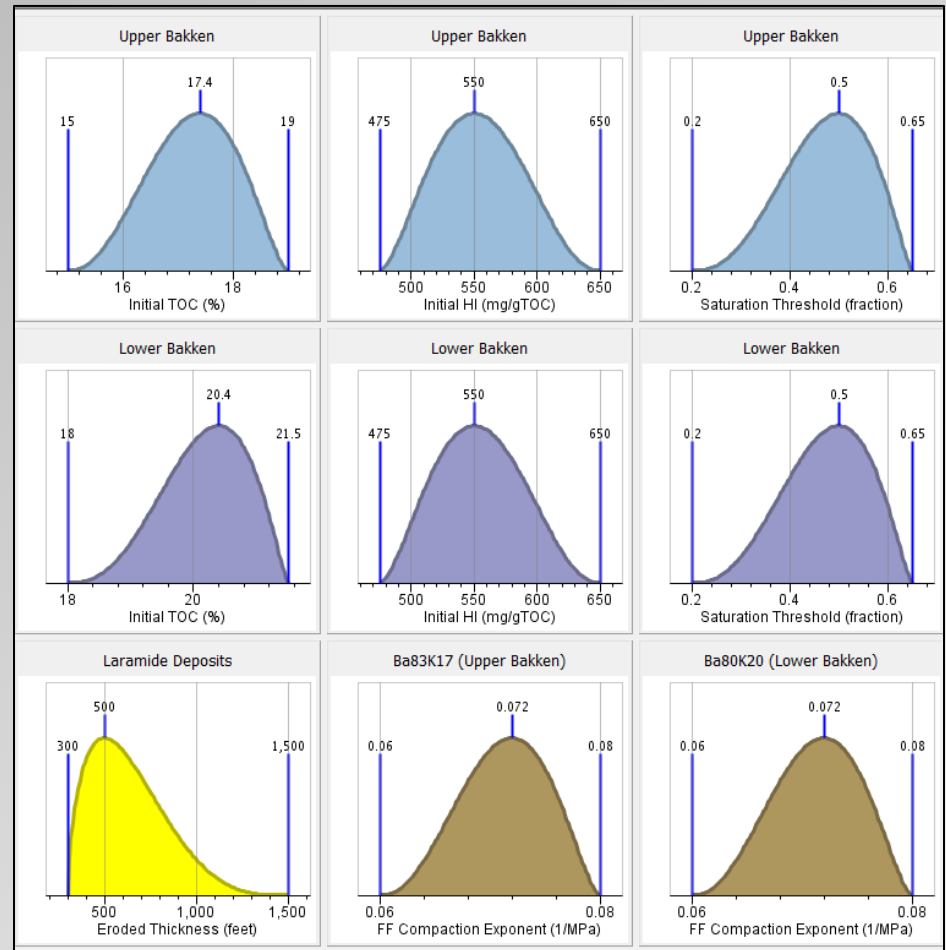 Upper Bakken
17.4
15
19
16 18
Initial TOC (%)
Upper Bakken
550
475
650
500 550 600 650
Initial HI (mg/gTOC)
Upper Bakken
0.5
0.2
0.65
0.2 0.4 0.6
Saturation Threshold (fraction)
Lower Bakken
20.4
18
21.5
18 20
Initial TOC (%)
Lower Bakken
550
475
650
500 550 600 650
Initial HI (mg/gTOC)
Lower Bakken
0.5
0.2
0.65
0.2 0.4 0.6
Saturation Threshold (fraction)
Laramide Deposits
500
300
1,500
500 1,000 1,500
Eroded Thickness (feet)
Ba83K17 (Upper Bakken)
0.072
0.06
0.08
0.06 0.08
FF Compaction Exponent (1/MPa)
Ba80K20 (Lower Bakken)
0.072
0.06
0.08
0.06 0.08
FF Compaction Exponent (1/MPa)